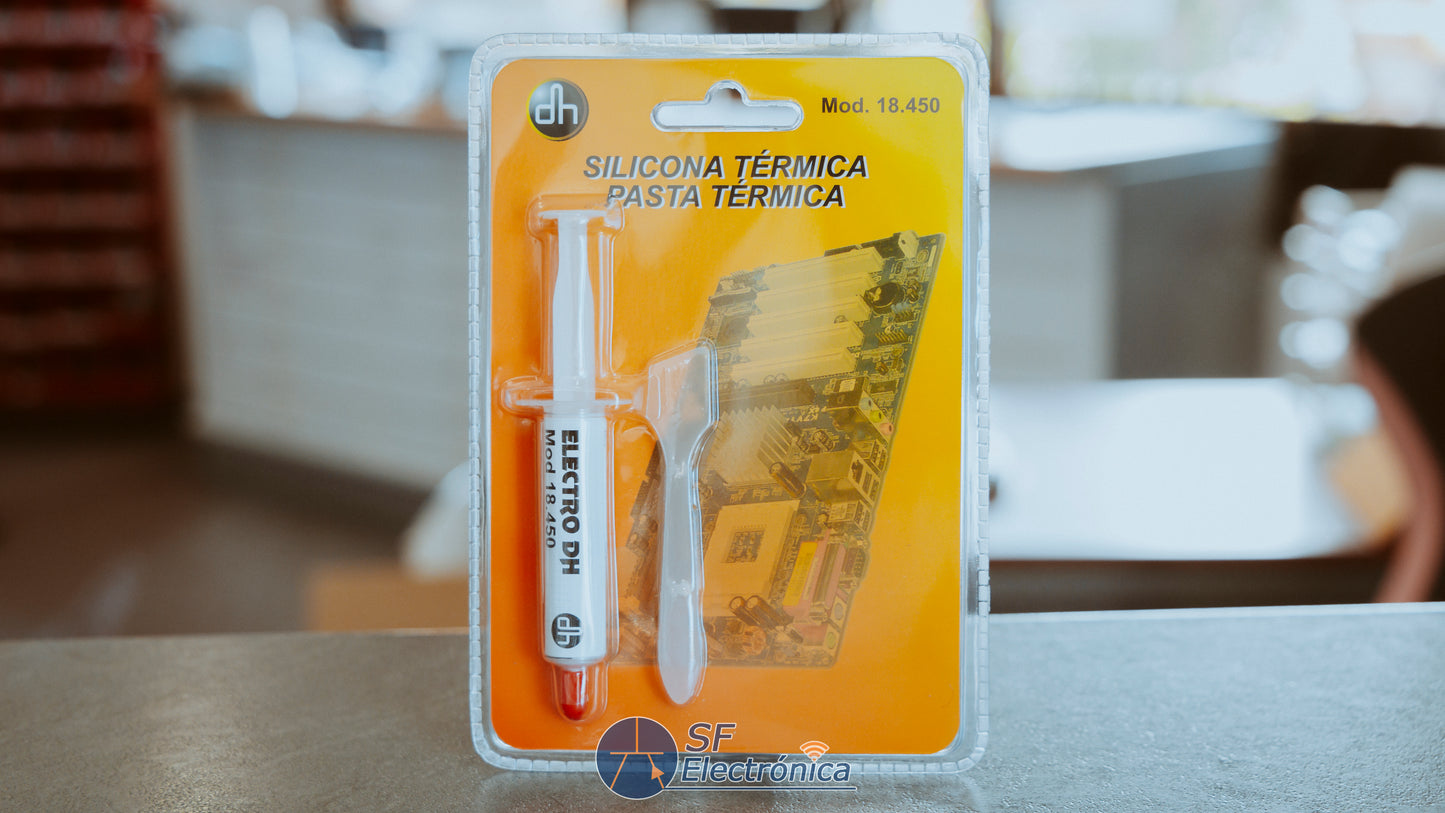 dh
Mod. 18.450
SILICONA TÉRMICA
PASTA TÉRMICA
ELECTRO DH
Mod 18.450
dh
SF
Electrónica